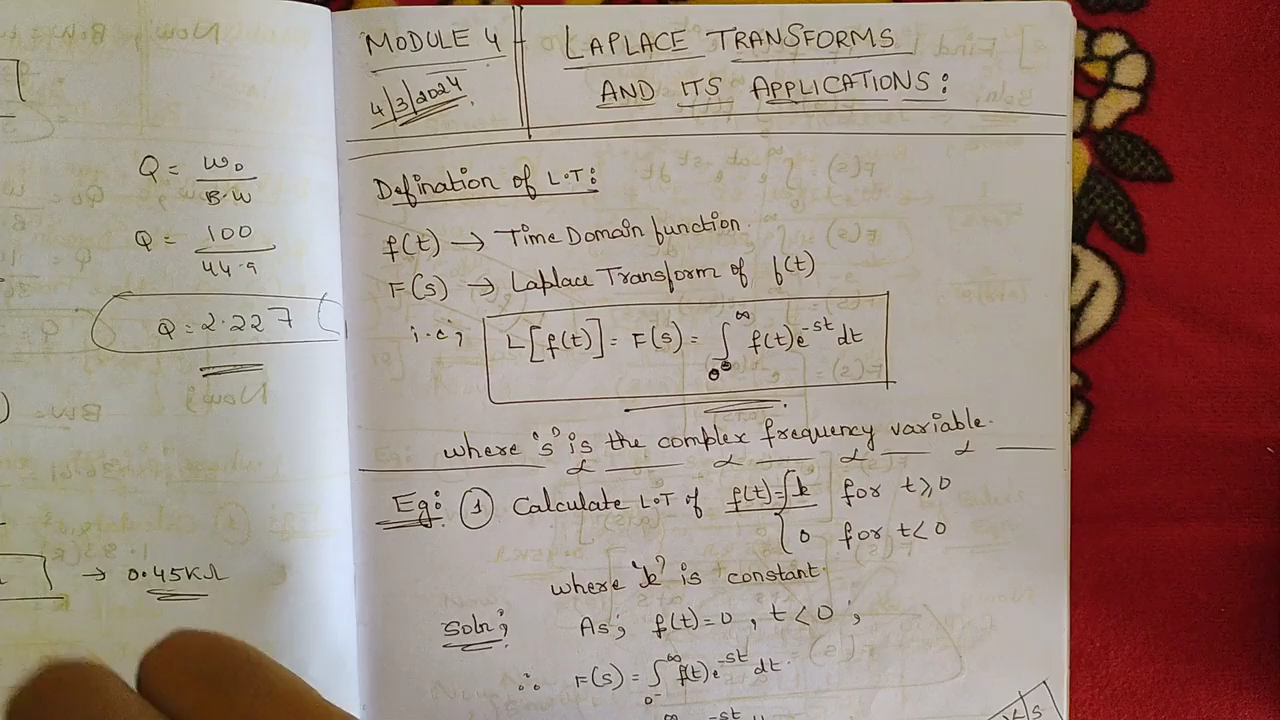 Q = ω₀ / B.W
Q = 100 / 44.9
Q = 2.227
→ 0.45KΩ
MODULE 4
4/3/2024
LAPLACE TRANSFORMS
AND ITS APPLICATIONS:
Defination of L.T:
f(t) → Time Domain function.
F(s) → Laplace Transform of f(t)
i.e; L[f(t)] = F(s) = ∫₀^∞ f(t)e^-st dt
where 's' is the complex frequency variable.
Eg: ① Calculate L.T of f(t) = { k for t≥0
0 for t<0
where 'k' is constant.
Soln; As; f(t)=0, t<0;
∴ F(s) = ∫₀-^∞ f(t)e^-st dt.